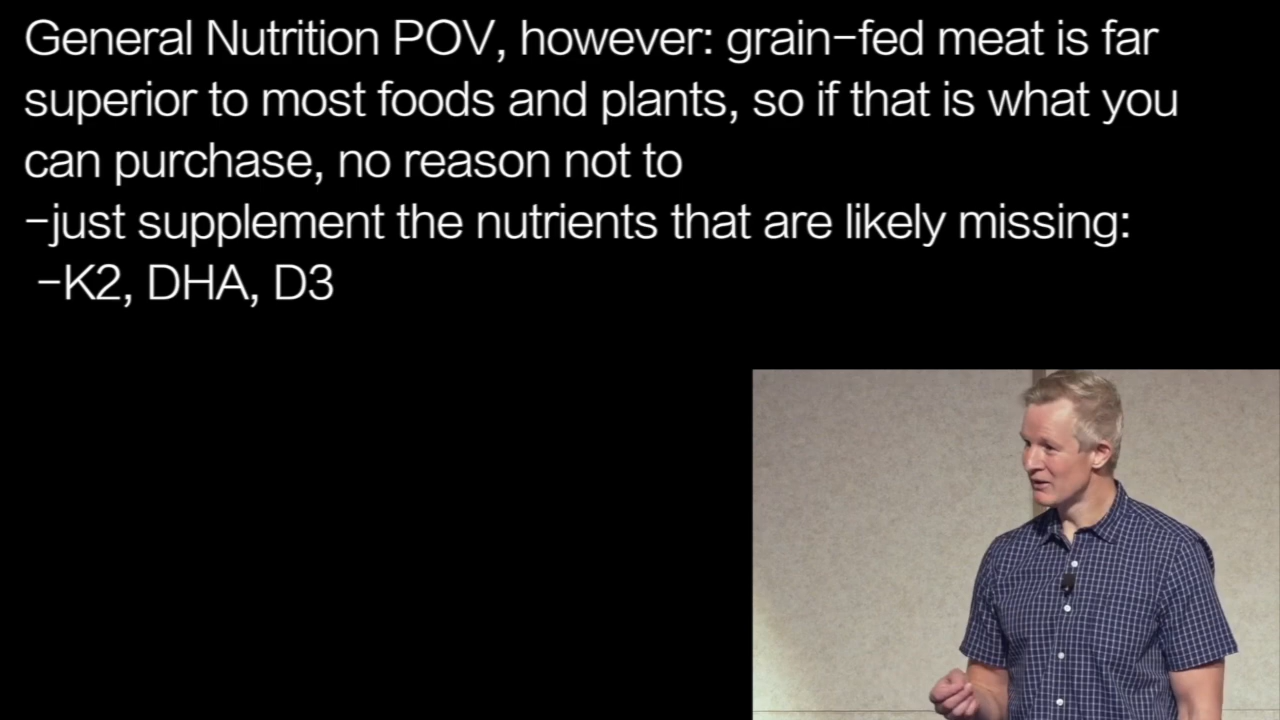 General Nutrition POV, however: grain-fed meat is far
superior to most foods and plants, so if that is what you
can purchase, no reason not to
-just supplement the nutrients that are likely missing:
-K2, DHA, D3